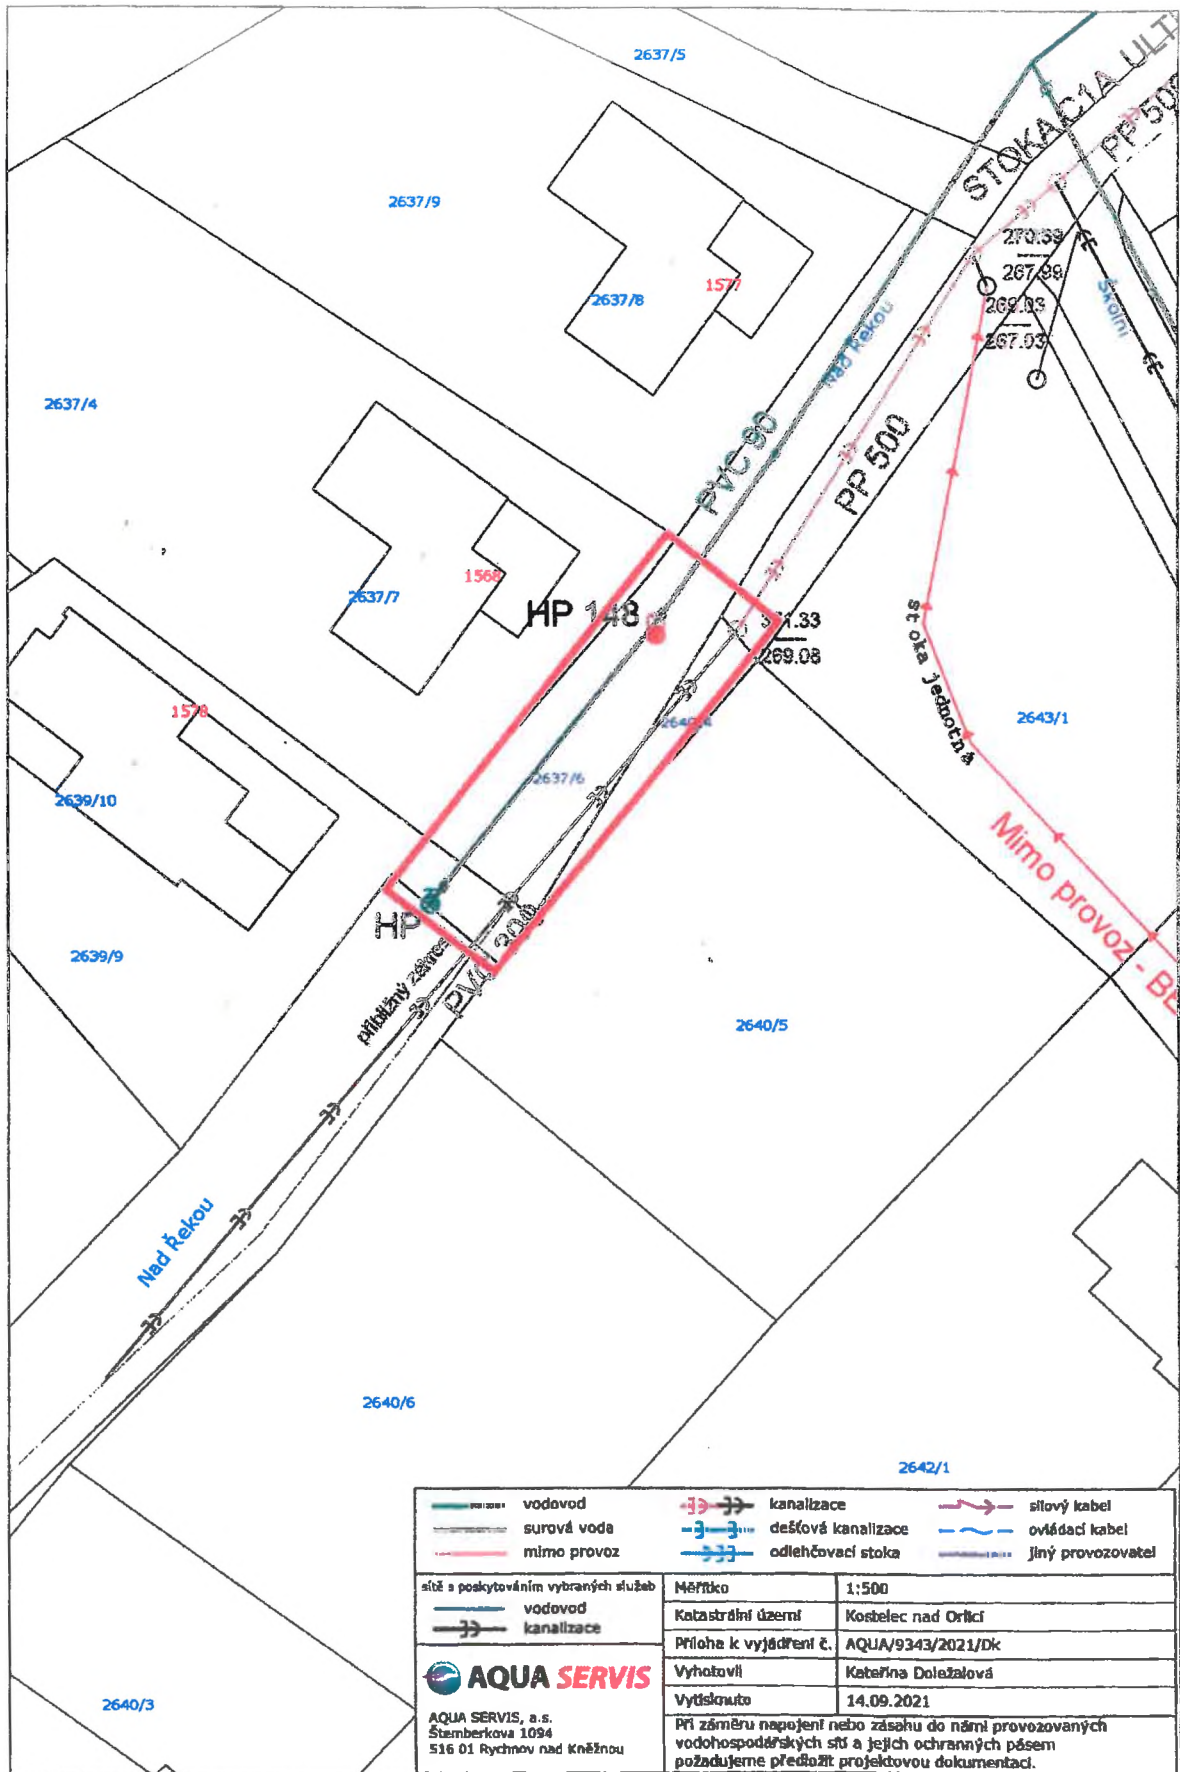 2637/5
STOKA C1A ULT
PP 500
2637/9
270.39
267.99
1577
2637/8
269.03
267.03
Školní
Nad Řekou
2637/4
PVC 90
PP 500
1568
2637/7
HP 148
269.08
stoka jednotná
1578
2640/4
2643/1
2637/6
2639/10
Mimo provoz - BE
HP
2639/9
přibližný zákres
PVC 300
2640/5
Nad Řekou
2640/6
2642/1
vodovod
kanalizace
silový kabel
surová voda
dešťová kanalizace
ovládací kabel
mimo provoz
odlehčovací stoka
jiný provozovatel
sítě s poskytováním vybraných služeb
vodovod
kanalizace
Měřítko 1:500
Katastrální území Kostelec nad Orlicí
Příloha k vyjádření č. AQUA/9343/2021/Dk
Vyhotovil Kateřina Doležalová
Vytisknuto 14.09.2021
AQUA SERVIS
AQUA SERVIS, a.s.
Štemberkova 1094
516 01 Rychnov nad Kněžnou
Při záměru napojení nebo zásahu do námi provozovaných
vodohospodářských sítí a jejich ochranných pásem
požadujeme předložit projektovou dokumentaci.
2640/3